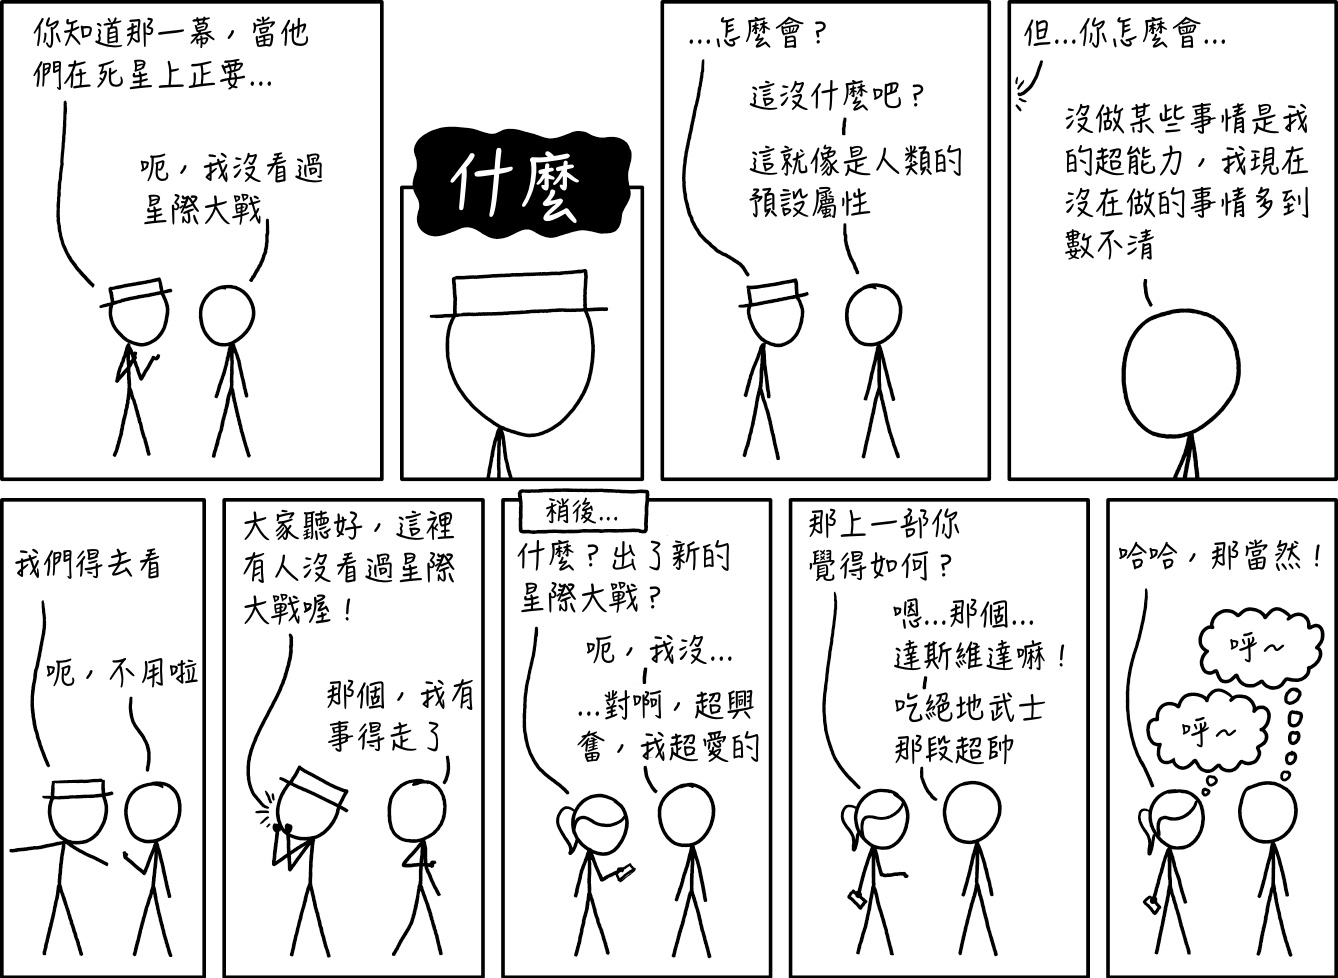 你知道那一幕，當他
們在死星上正要...
呃，我沒看過
星際大戰
什麼
...怎麼會？
這沒什麼吧？
這就像是人類的
預設屬性
但...你怎麼會...
沒做某些事情是我
的超能力，我現在
沒在做的事情多到
數不清
我們得去看
呃，不用啦
大家聽好，這裡
有人沒看過星際
大戰喔！
那個，我有
事得走了
稍後...
什麼？出了新的
星際大戰？
呃，我沒...
...對啊，超興
奮，我超愛的
那上一部你
覺得如何？
嗯...那個...
達斯維達嘛！
吃絕地武士
那段超帥
哈哈，那當然！
呼～
呼～